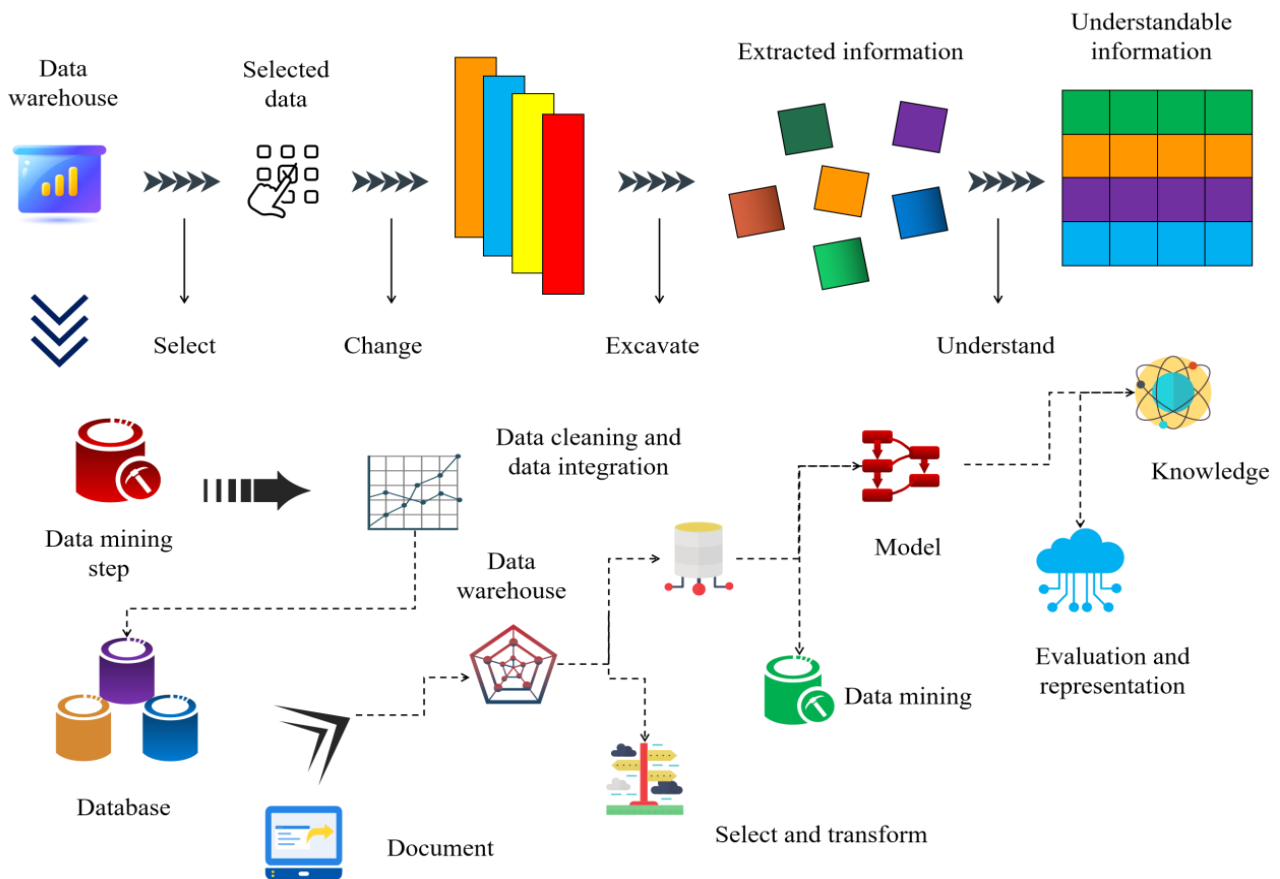 Data
warehouse
Selected
data
Extracted information
Understandable
information
Select
Change
Excavate
Understand
Data mining
step
Data cleaning and
data integration
Model
Knowledge
Data
warehouse
Database
Document
Data mining
Select and transform
Evaluation and
representation